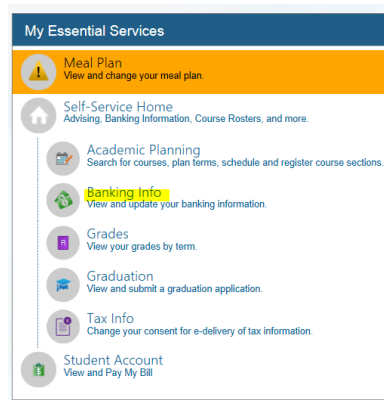 My Essential Services
Meal Plan
View and change your meal plan.
Self-Service Home
Advising, Banking Information, Course Rosters, and more.
Academic Planning
Search for courses, plan terms, schedule and register course sections.
Banking Info
View and update your banking information.
Grades
View your grades by term.
Graduation
View and submit a graduation application.
Tax Info
Change your consent for e-delivery of tax information.
Student Account
View and Pay My Bill